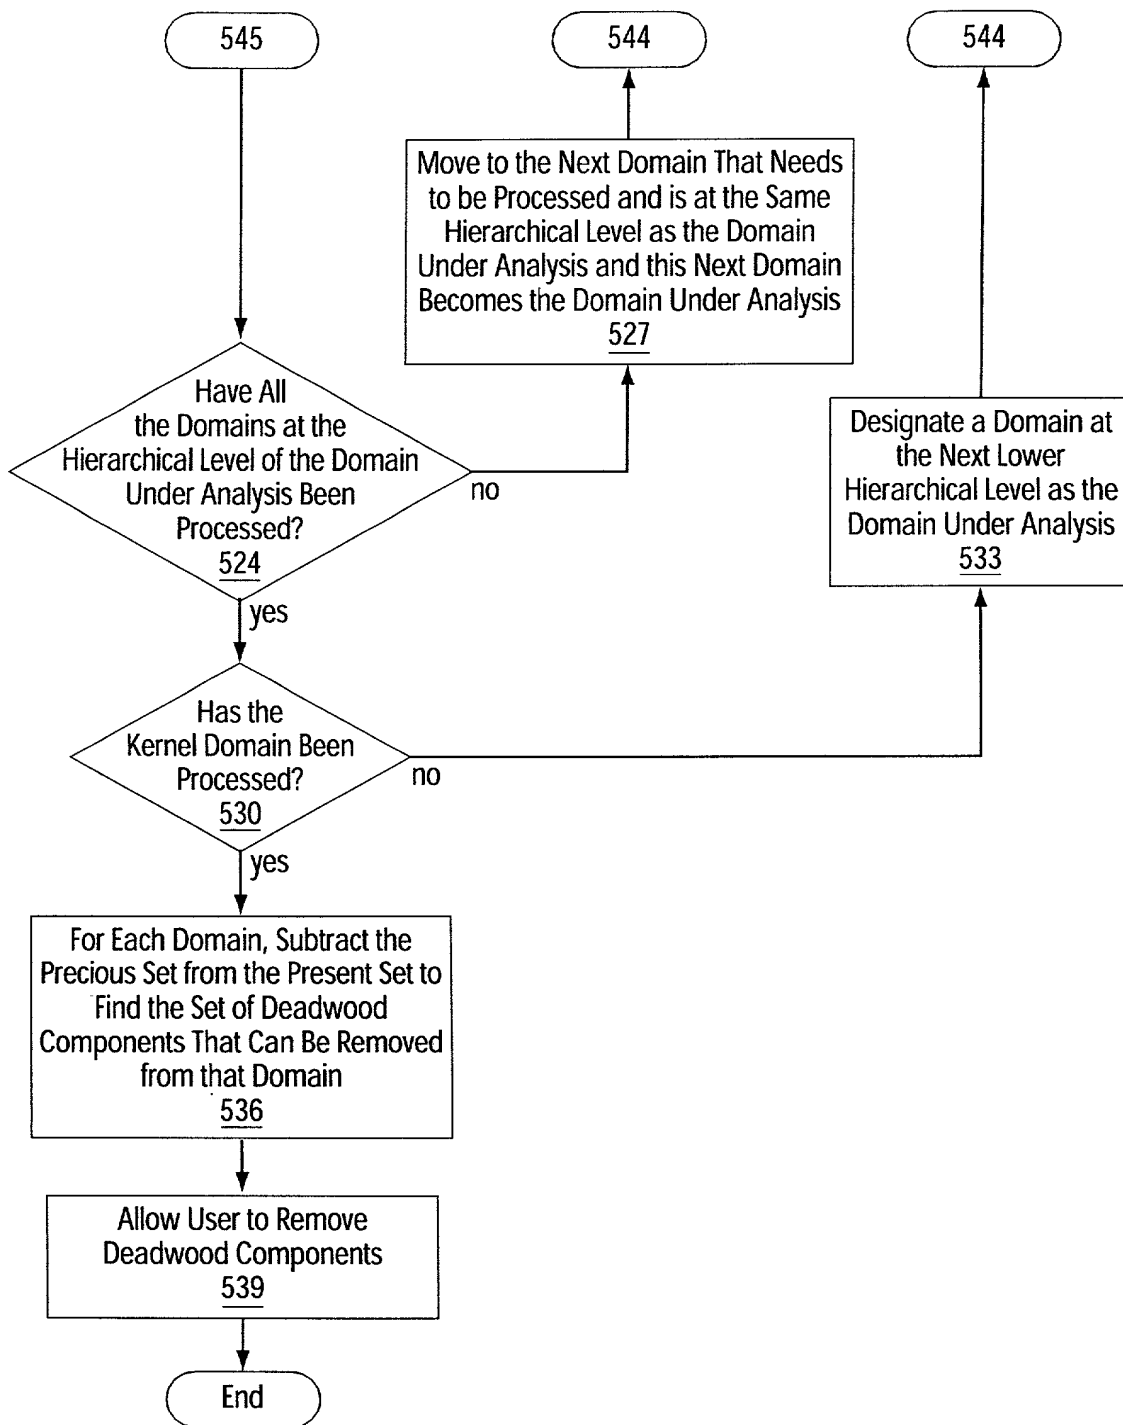 545
544
544
Move to the Next Domain That Needs
to be Processed and is at the Same
Hierarchical Level as the Domain
Under Analysis and this Next Domain
Becomes the Domain Under Analysis
527
Have All
the Domains at the
Hierarchical Level of the Domain
Under Analysis Been
Processed?
524
no
yes
Designate a Domain at
the Next Lower
Hierarchical Level as the
Domain Under Analysis
533
Has the
Kernel Domain Been
Processed?
530
no
yes
For Each Domain, Subtract the
Precious Set from the Present Set to
Find the Set of Deadwood
Components That Can Be Removed
from that Domain
536
Allow User to Remove
Deadwood Components
539
End